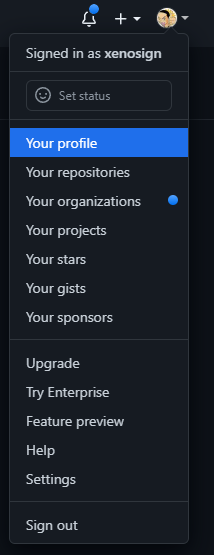 Signed in as xenosign
Set status
Your profile
Your repositories
Your organizations
Your projects
Your stars
Your gists
Your sponsors
Upgrade
Try Enterprise
Feature preview
Help
Settings
Sign out